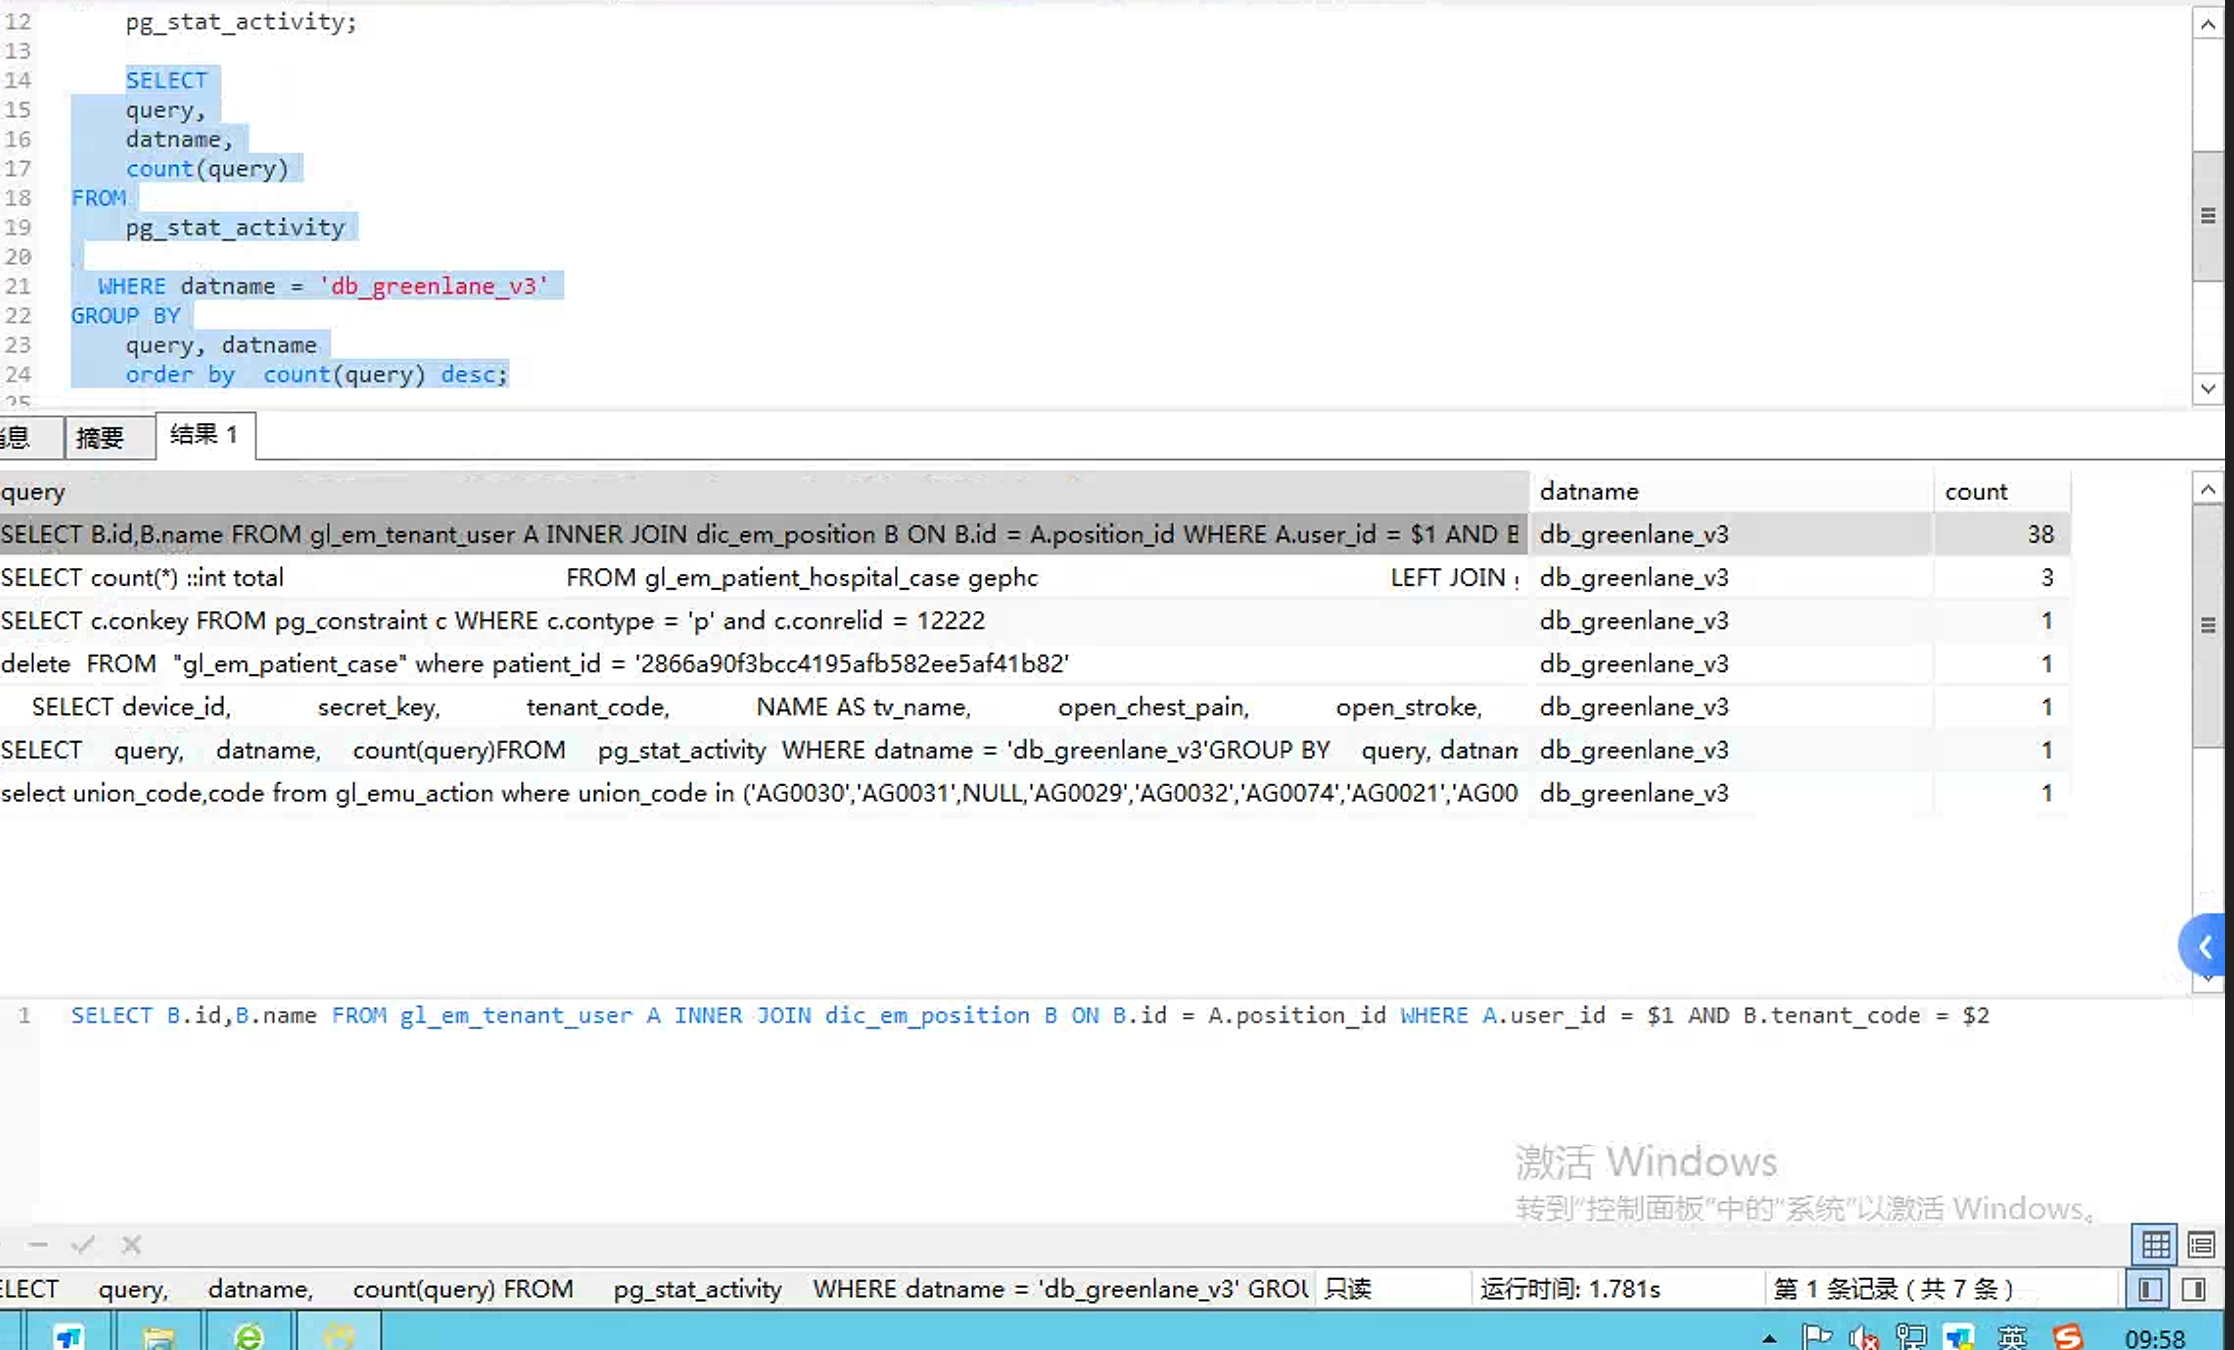 12 pg_stat_activity;
13
14 SELECT
15 query,
16 datname,
17 count(query)
18 FROM
19 pg_stat_activity
20
21 WHERE datname = 'db_greenlane_v3'
22 GROUP BY
23 query, datname
24 order by count(query) desc;
25
息 摘要 结果 1
query datname count
SELECT B.id,B.name FROM gl_em_tenant_user A INNER JOIN dic_em_position B ON B.id = A.position_id WHERE A.user_id = $1 AND B db_greenlane_v3 38
SELECT count(*) ::int total FROM gl_em_patient_hospital_case gephc LEFT JOIN db_greenlane_v3 3
SELECT c.conkey FROM pg_constraint c WHERE c.contype = 'p' and c.conrelid = 12222 db_greenlane_v3 1
delete FROM "gl_em_patient_case" where patient_id = '2866a90f3bcc4195afb582ee5af41b82' db_greenlane_v3 1
SELECT device_id, secret_key, tenant_code, NAME AS tv_name, open_chest_pain, open_stroke, db_greenlane_v3 1
SELECT query, datname, count(query)FROM pg_stat_activity WHERE datname = 'db_greenlane_v3'GROUP BY query, datnam db_greenlane_v3 1
select union_code,code from gl_emu_action where union_code in ('AG0030','AG0031',NULL,'AG0029','AG0032','AG0074','AG0021','AG00 db_greenlane_v3 1
1 SELECT B.id,B.name FROM gl_em_tenant_user A INNER JOIN dic_em_position B ON B.id = A.position_id WHERE A.user_id = $1 AND B.tenant_code = $2
激活 Windows
转到“控制面板”中的“系统”以激活 Windows。
ELECT query, datname, count(query) FROM pg_stat_activity WHERE datname = 'db_greenlane_v3' GROU 只读 运行时间: 1.781s 第 1 条记录 ( 共 7 条 )
英 09:58